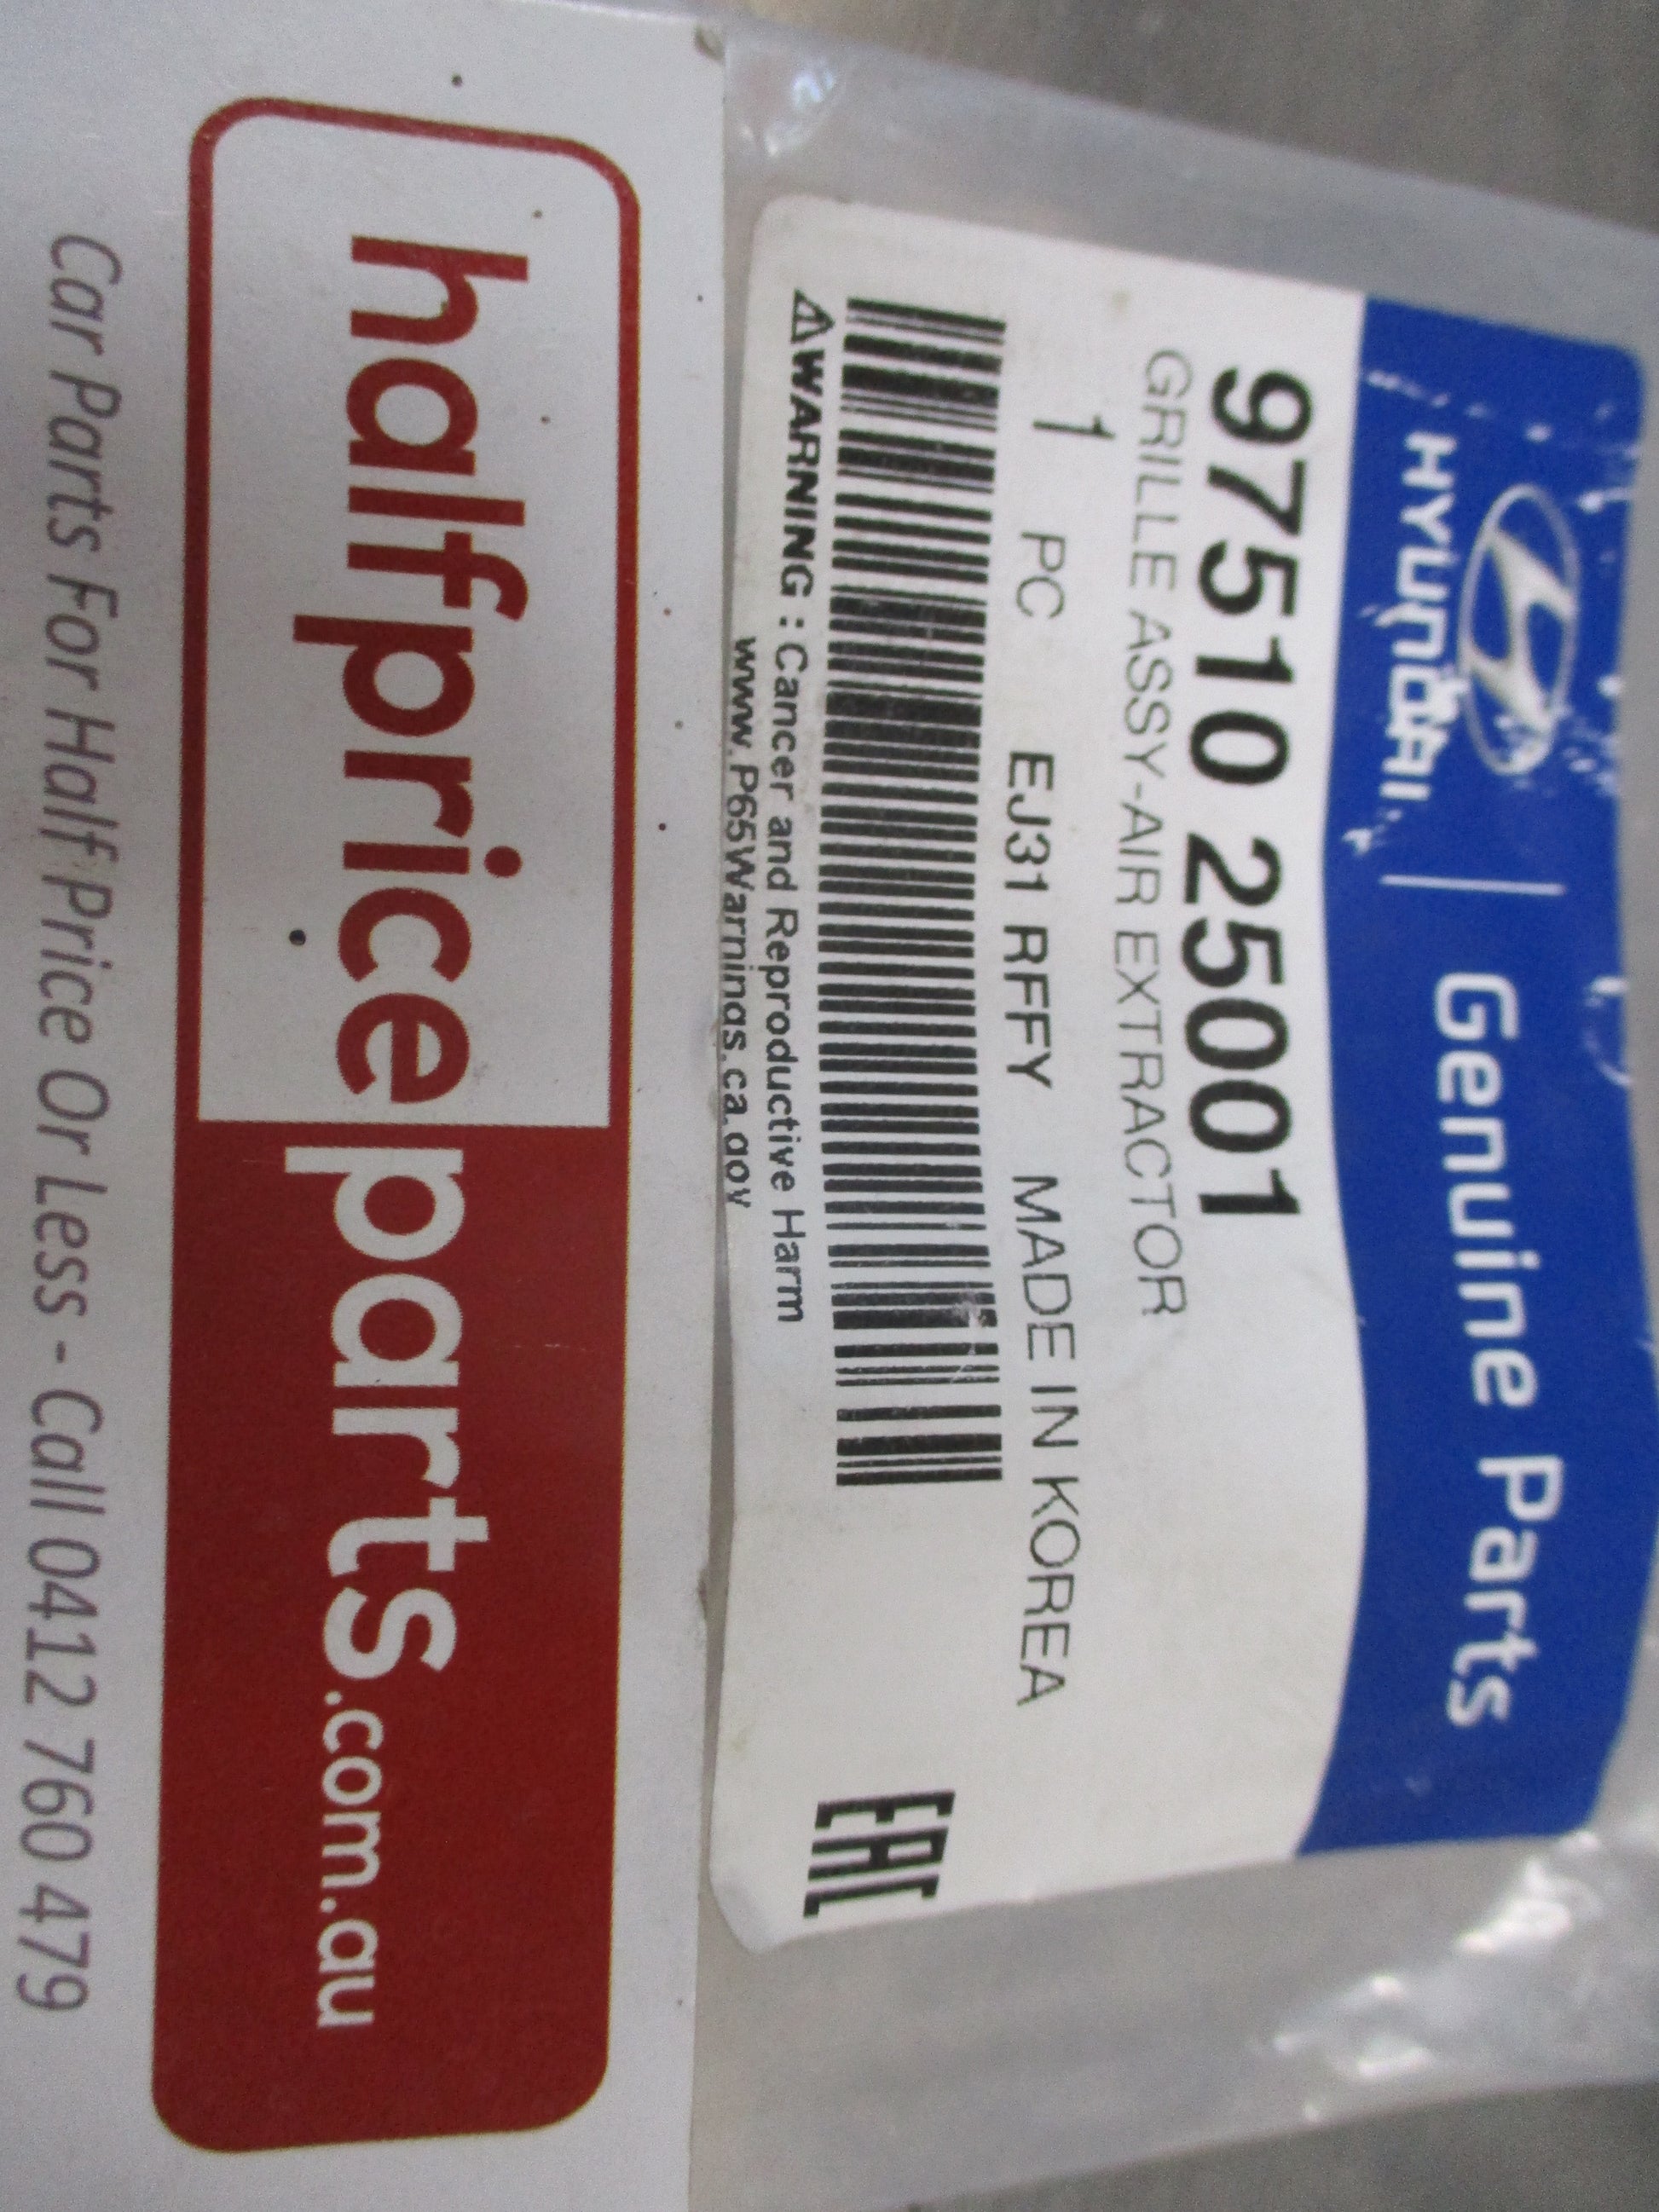 HYUNDAI | Genuine Parts
97510 25001
GRILLE ASSY-AIR EXTRACTOR
1 PC EJ31 RFFY MADE IN KOREA
⚠WARNING : Cancer and Reproductive Harm
www.P65Warnings.ca.gov
EAC
halfpriceparts.com.au
Car Parts For Half Price Or Less - Call 0412 760 479